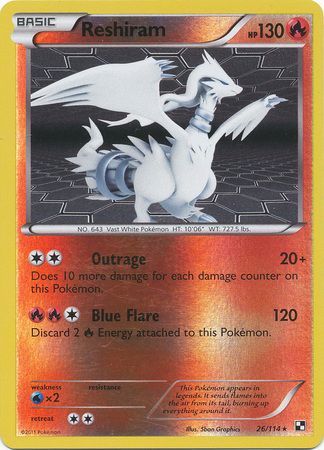 BASIC
Reshiram
HP130
NO. 643 Vast White Pokémon HT: 10'06" WT: 727.5 lbs.
Outrage 20+
Does 10 more damage for each damage counter on
this Pokémon.
Blue Flare 120
Discard 2 Energy attached to this Pokémon.
weakness resistance
×2
retreat
This Pokémon appears in
legends. It sends flames into
the air from its tail, burning up
everything around it.
Illus. 5ban Graphics 26/114★
©2011 Pokémon